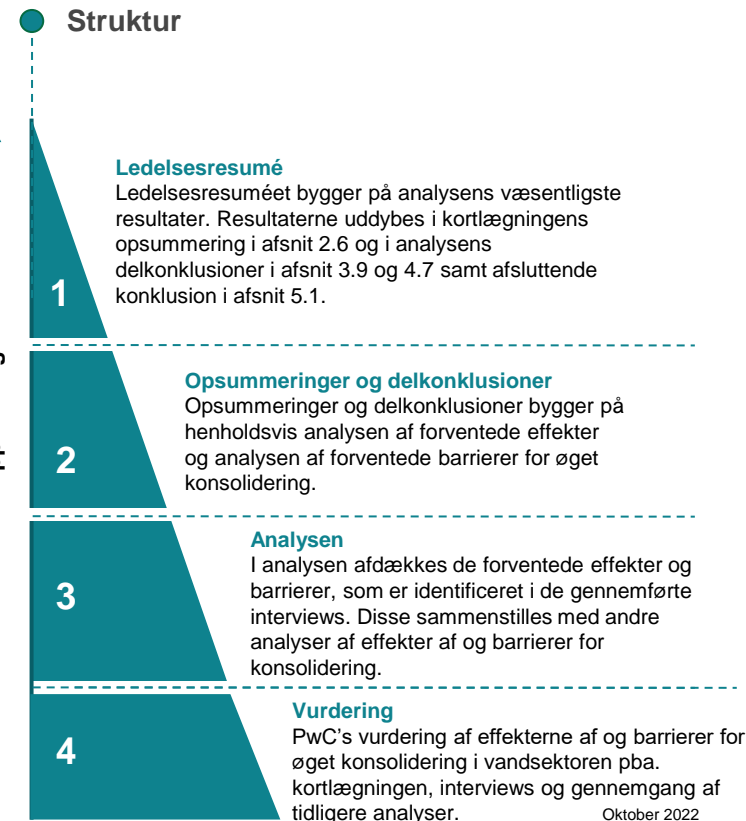 Struktur
1
Ledelsesresumé
Ledelsesresuméet bygger på analysens væsentligste
resultater. Resultaterne uddybes i kortlægningens
opsummering i afsnit 2.6 og i analysens
delkonklusioner i afsnit 3.9 og 4.7 samt afsluttende
konklusion i afsnit 5.1.
2
Opsummeringer og delkonklusioner
Opsummeringer og delkonklusioner bygger på
henholdsvis analysen af forventede effekter
og analysen af forventede barrierer for øget
konsolidering.
3
Analysen
I analysen afdækkes de forventede effekter og
barrierer, som er identificeret i de gennemførte
interviews. Disse sammenstilles med andre
analyser af effekter af og barrierer for
konsolidering.
4
Vurdering
PwC's vurdering af effekterne af og barrierer for
øget konsolidering i vandsektoren pba.
kortlægningen, interviews og gennemgang af
tidligere analyser.
Oktober 2022